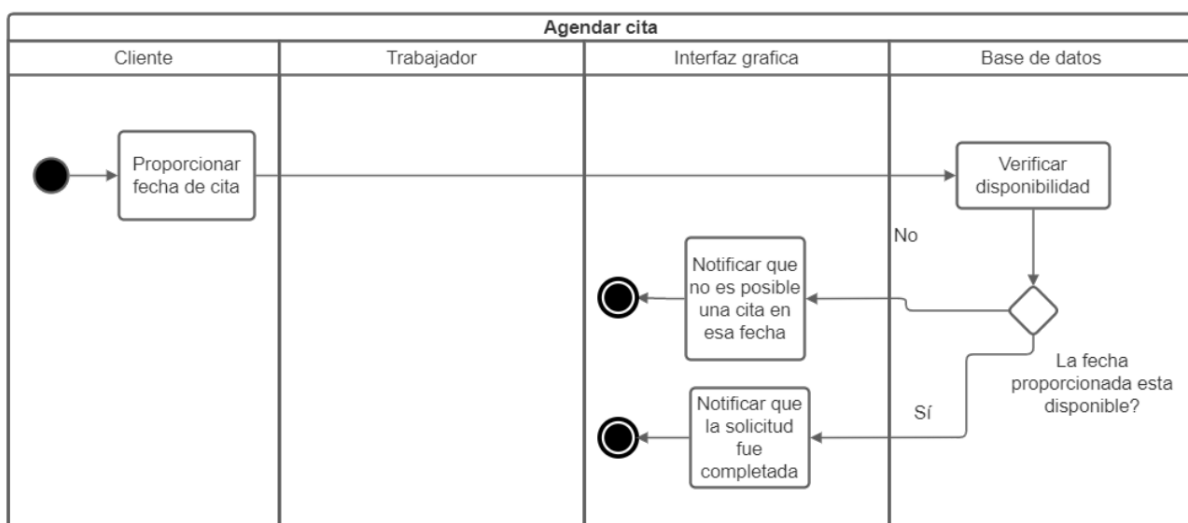 Agendar cita
Cliente
Trabajador
Interfaz grafica
Base de datos
Proporcionar
fecha de cita
Verificar
disponibilidad
No
Notificar que
no es posible
una cita en
esa fecha
La fecha
proporcionada esta
disponible?
Sí
Notificar que
la solicitud
fue
completada